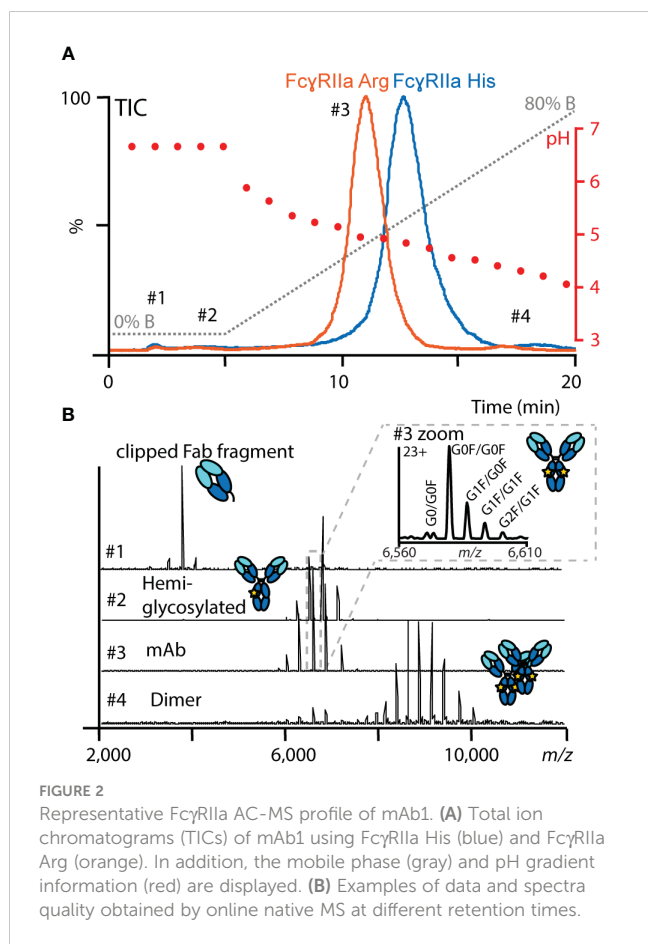 A
FcɣRIIa Arg FcɣRIIa His
100
TIC
#3
80% B
pH
7
6
5
4
3
%
#1
#2
#4
0% B
0
10
20
Time (min)
B
clipped Fab fragment
#3 zoom
23+
G0/G0F
G0F/G0F
G1F/G0F
G1F/G1F
G2F/G1F
6,560
m/z
6,610
#1
#2
Hemi-
glycosylated
#3
mAb
#4
Dimer
2,000
6,000
10,000
m/z
FIGURE 2
Representative FcγRIIa AC-MS profile of mAb1. (A) Total ion
chromatograms (TICs) of mAb1 using FcγRIIa His (blue) and FcγRIIa
Arg (orange). In addition, the mobile phase (gray) and pH gradient
information (red) are displayed. (B) Examples of data and spectra
quality obtained by online native MS at different retention times.